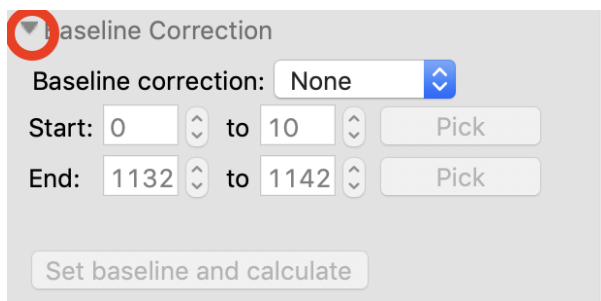 Baseline Correction
Baseline correction: None
Start: 0 to 10 Pick
End: 1132 to 1142 Pick
Set baseline and calculate